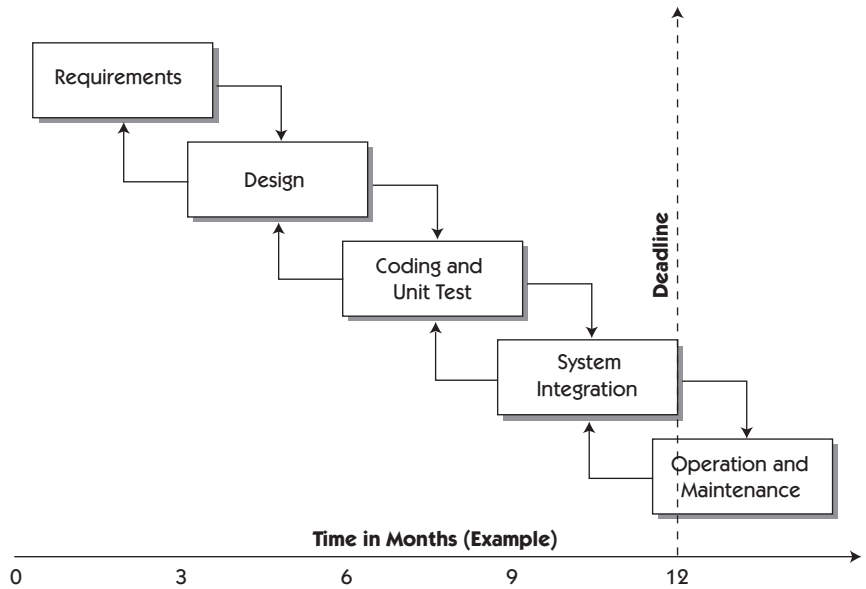 Requirements
Design
Coding and
Unit Test
Deadline
System
Integration
Operation and
Maintenance
Time in Months (Example)
0 3 6 9 12